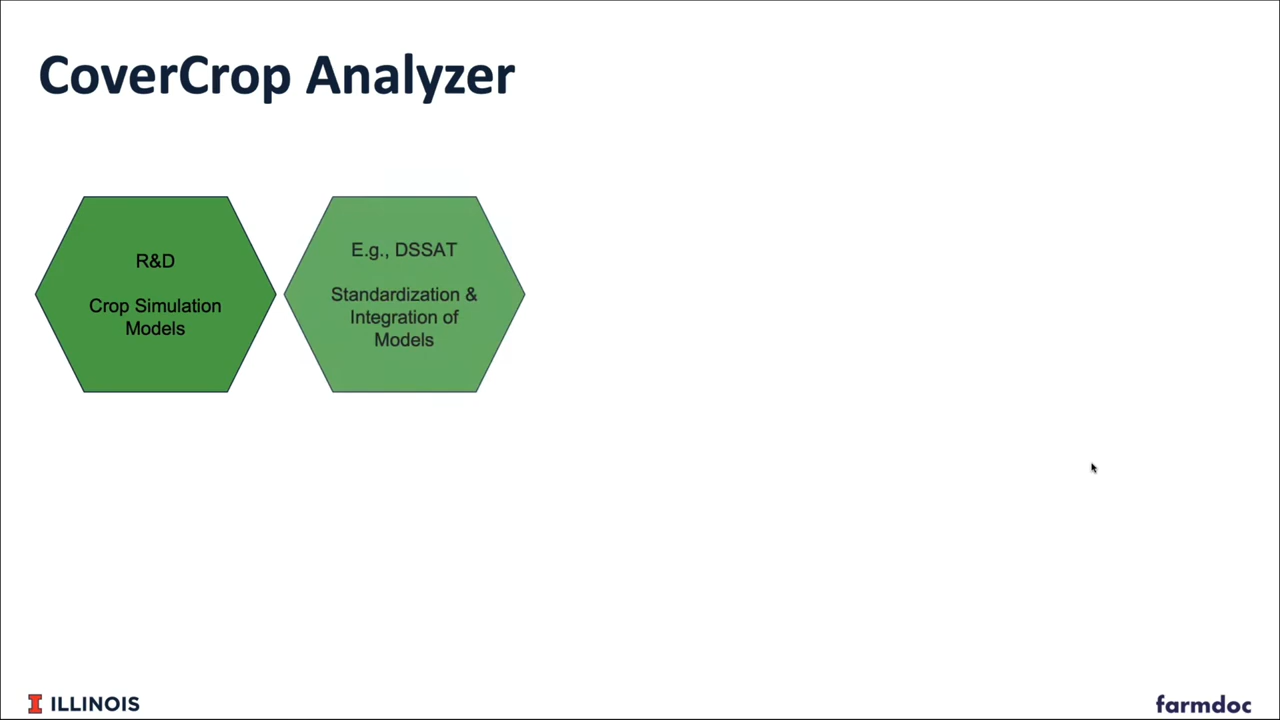 CoverCrop Analyzer
R&D
Crop Simulation
Models
E.g., DSSAT
Standardization &
Integration of
Models
ILLINOIS
farmdoc